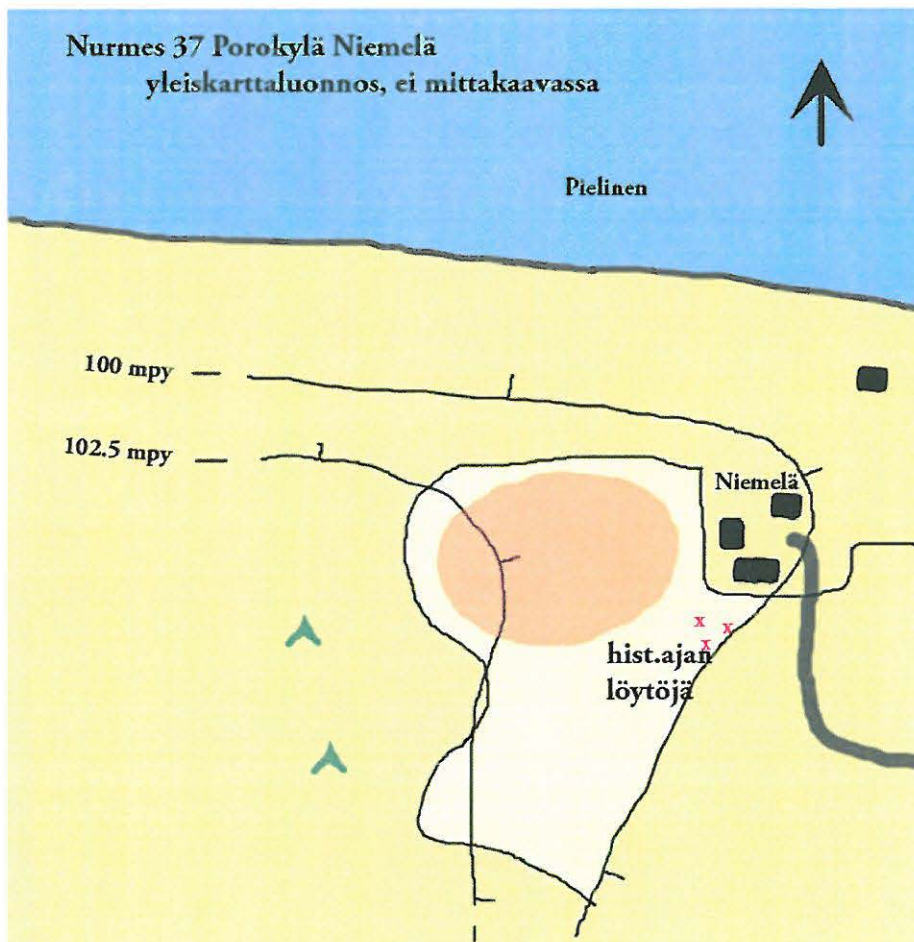 Nurmes 37 Porokylä Niemelä
yleiskarttaluonnos, ei mittakaavassa
Pielinen
100 mpy
102.5 mpy
Niemelä
x x
x
hist.ajan
löytöjä